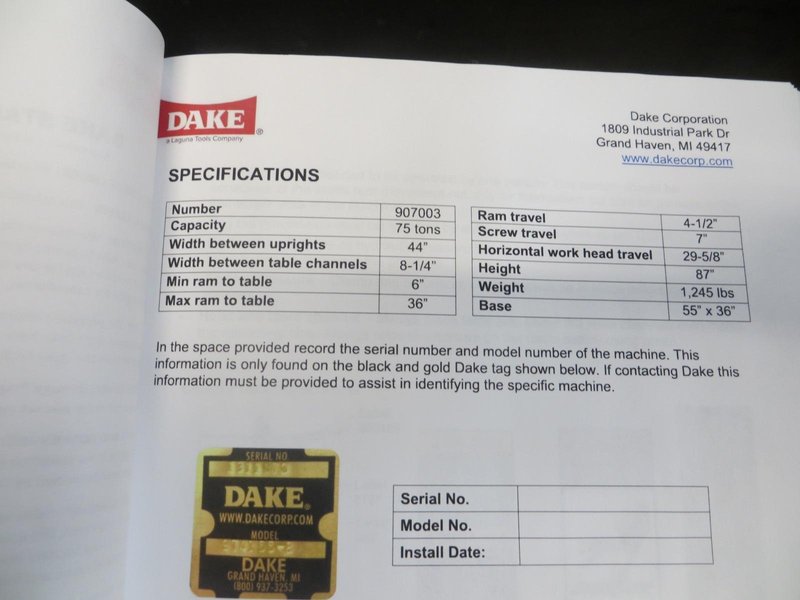 DAKE®
a Laguna Tools Company
Dake Corporation
1809 Industrial Park Dr
Grand Haven, MI 49417
www.dakecorp.com
SPECIFICATIONS
Number 907003
Capacity 75 tons
Width between uprights 44"
Width between table channels 8-1/4"
Min ram to table 6"
Max ram to table 36"
Ram travel 4-1/2"
Screw travel 7"
Horizontal work head travel 29-5/8"
Height 87"
Weight 1,245 lbs
Base 55" x 36"
In the space provided record the serial number and model number of the machine. This
information is only found on the black and gold Dake tag shown below. If contacting Dake this
information must be provided to assist in identifying the specific machine.
SERIAL NO.
DAKE®
WWW.DAKECORP.COM
MODEL
DAKE
GRAND HAVEN, MI
(800) 937-3253
Serial No.
Model No.
Install Date: